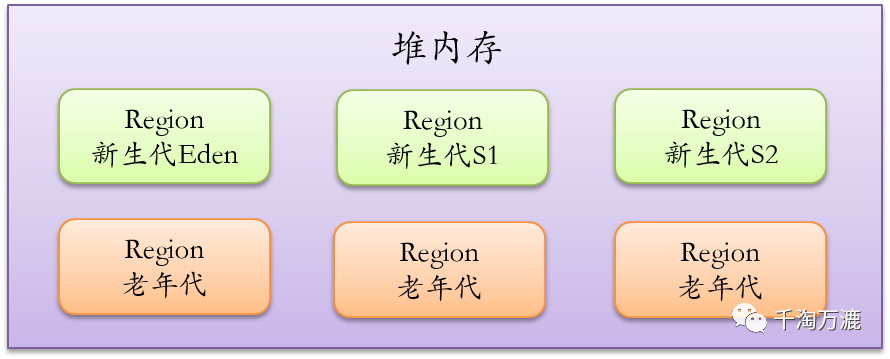 堆内存
Region
新生代Eden
Region
新生代S1
Region
新生代S2
Region
老年代
Region
老年代
Region
老年代
千淘万漉